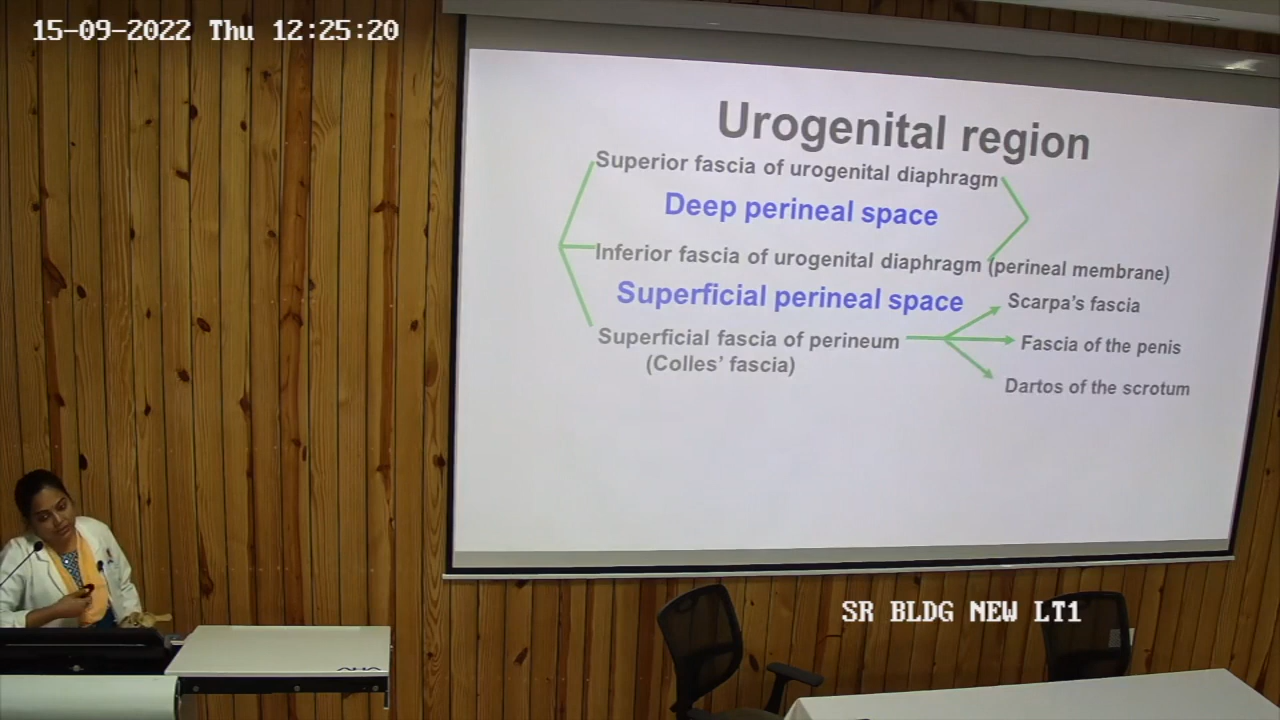 15-09-2022 Thu 12:25:20
Urogenital region
Superior fascia of urogenital diaphragm
Deep perineal space
Inferior fascia of urogenital diaphragm (perineal membrane)
Superficial perineal space
Scarpa's fascia
Superficial fascia of perineum
Fascia of the penis
(Colles' fascia)
Dartos of the scrotum
SR BLDG NEW LT1